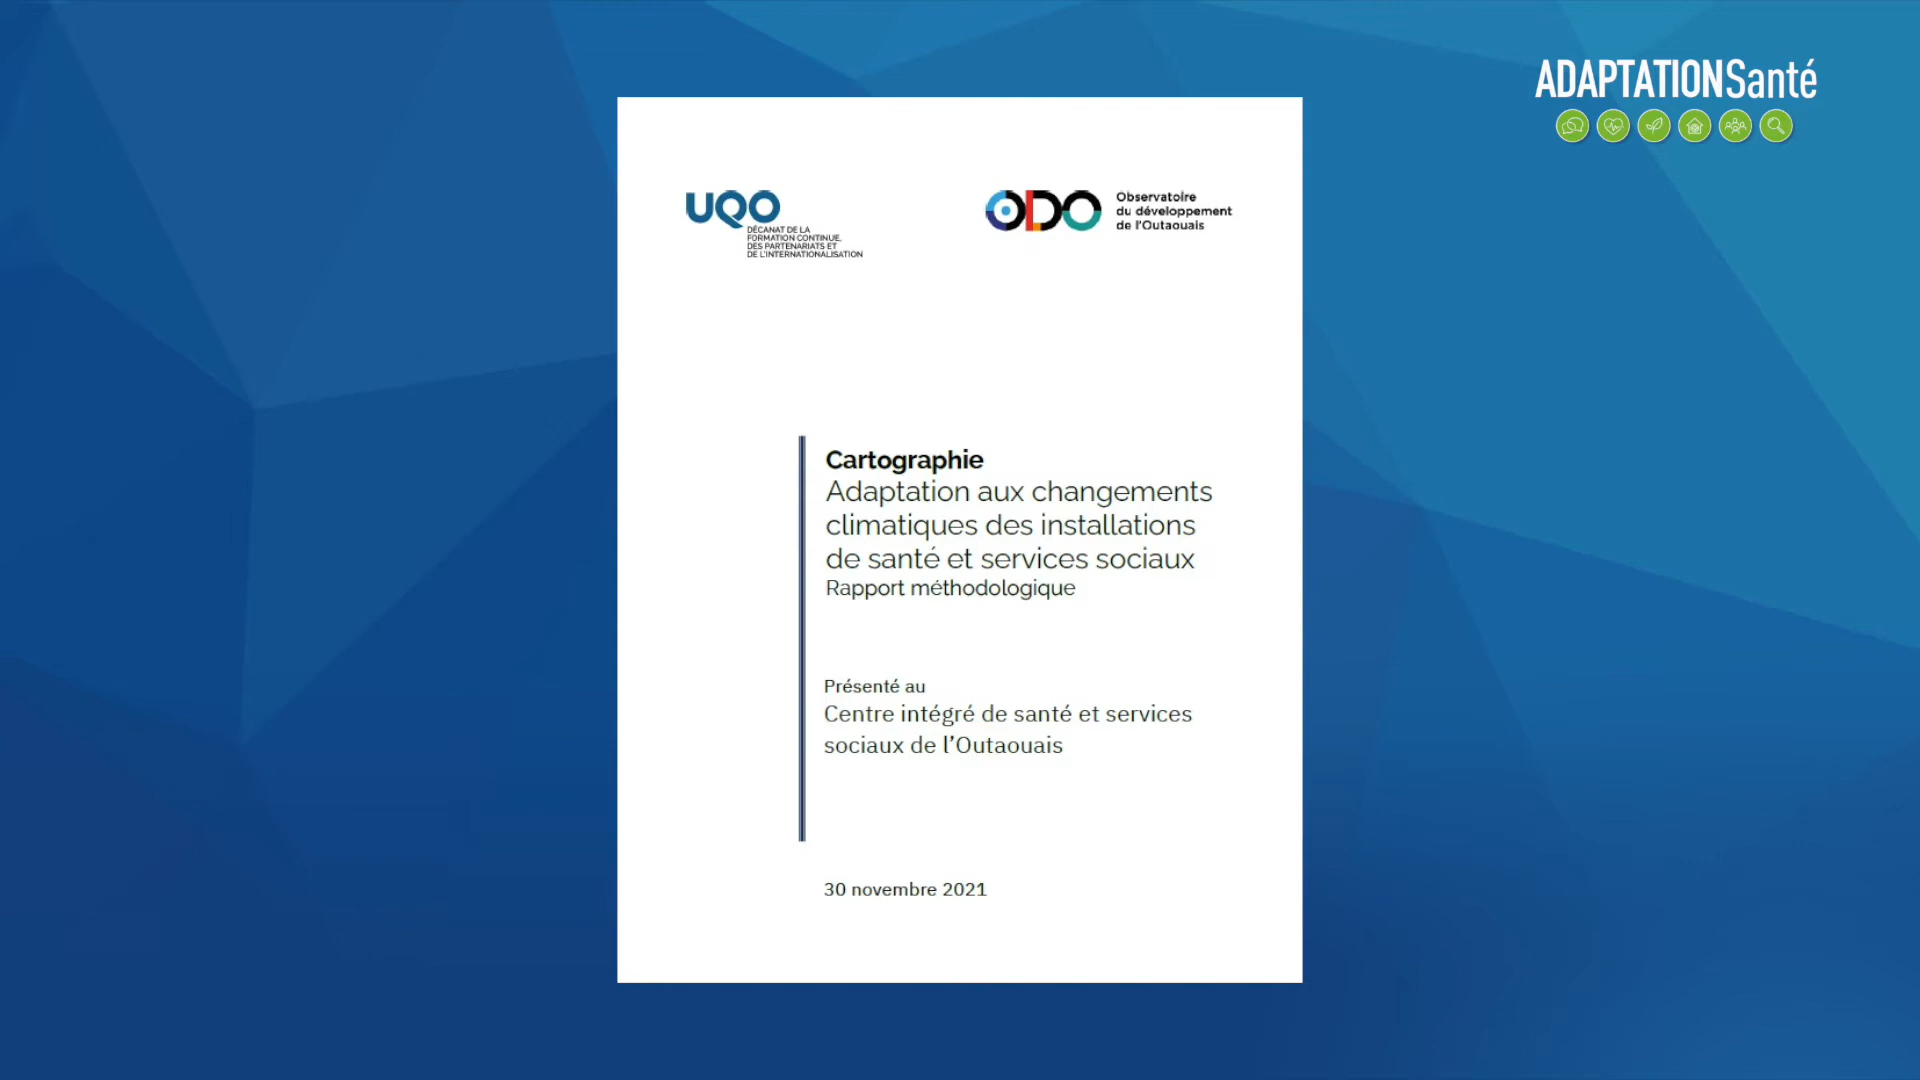 ADAPTATIONSanté
UQO
DÉCANAT DE LA
FORMATION CONTINUE,
DES PARTENARIATS ET
DE L'INTERNATIONALISATION
ODO
Observatoire
du développement
de l'Outaouais
Cartographie
Adaptation aux changements
climatiques des installations
de santé et services sociaux
Rapport méthodologique
Présenté au
Centre intégré de santé et services
sociaux de l'Outaouais
30 novembre 2021